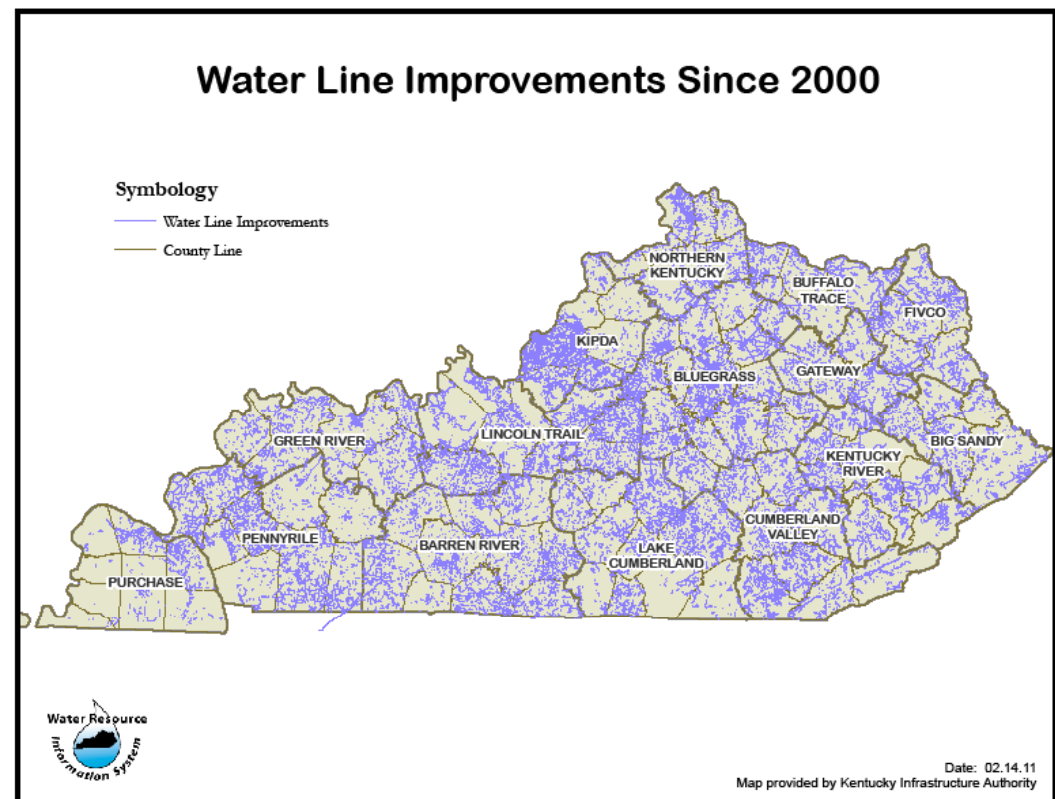 Water Line Improvements Since 2000
Symbology
Water Line Improvements
County Line
NORTHERN
KENTUCKY
BUFFALO
TRACE
FIVCO
KIPDA
BLUEGRASS
GATEWAY
GREEN RIVER
LINCOLN TRAIL
BIG SANDY
KENTUCKY
RIVER
PENNYRILE
BARREN RIVER
CUMBERLAND
VALLEY
LAKE
CUMBERLAND
PURCHASE
Water Resource
Information System
Date: 02.14.11
Map provided by Kentucky Infrastructure Authority